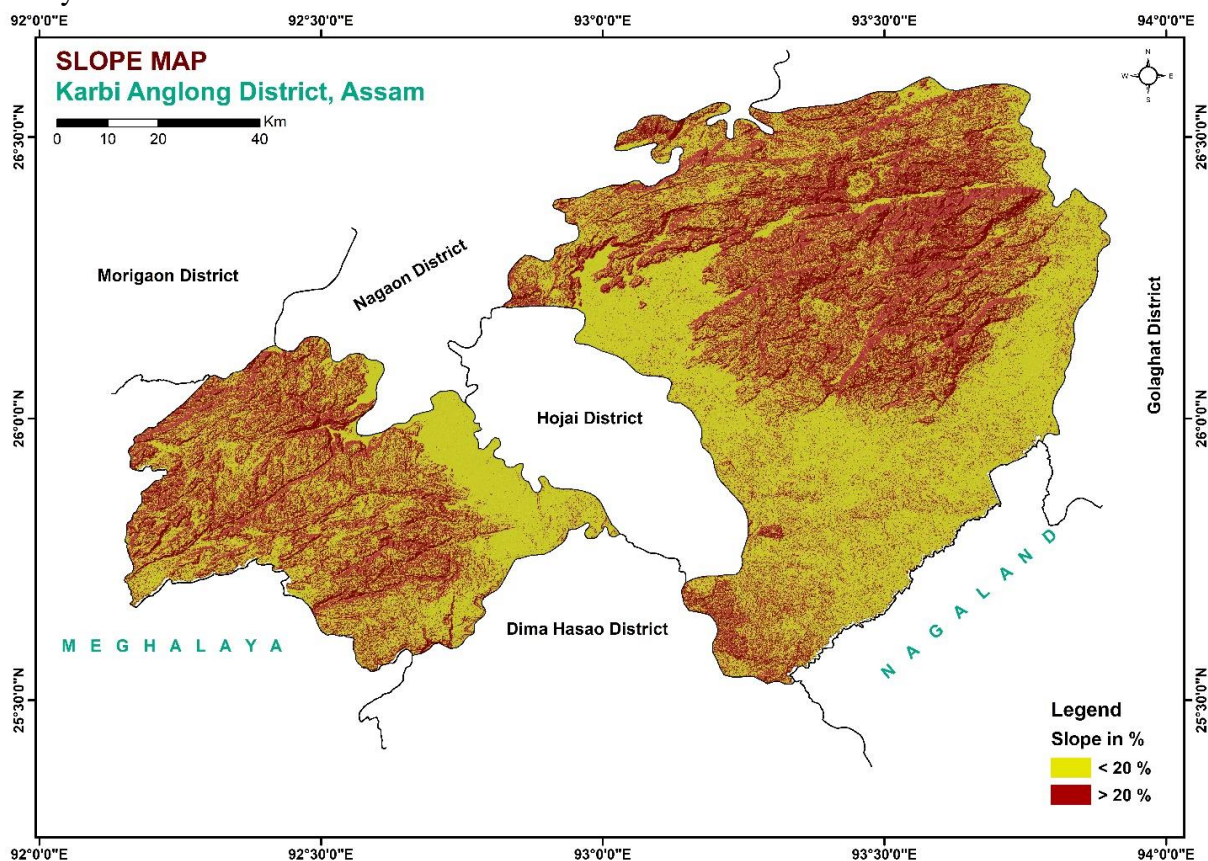 92°0'0"E 92°30'0"E 93°0'0"E 93°30'0"E 94°0'0"E
SLOPE MAP
Karbi Anglong District, Assam
Km
0 10 20 40
N
W E
S
26°30'0"N 26°30'0"N
Morigaon District
Nagaon District
Golaghat District
26°0'0"N 26°0'0"N
Hojai District
Dima Hasao District
MEGHALAYA
NAGALAND
25°30'0"N 25°30'0"N
Legend
Slope in %
< 20 %
> 20 %
92°0'0"E 92°30'0"E 93°0'0"E 93°30'0"E 94°0'0"E